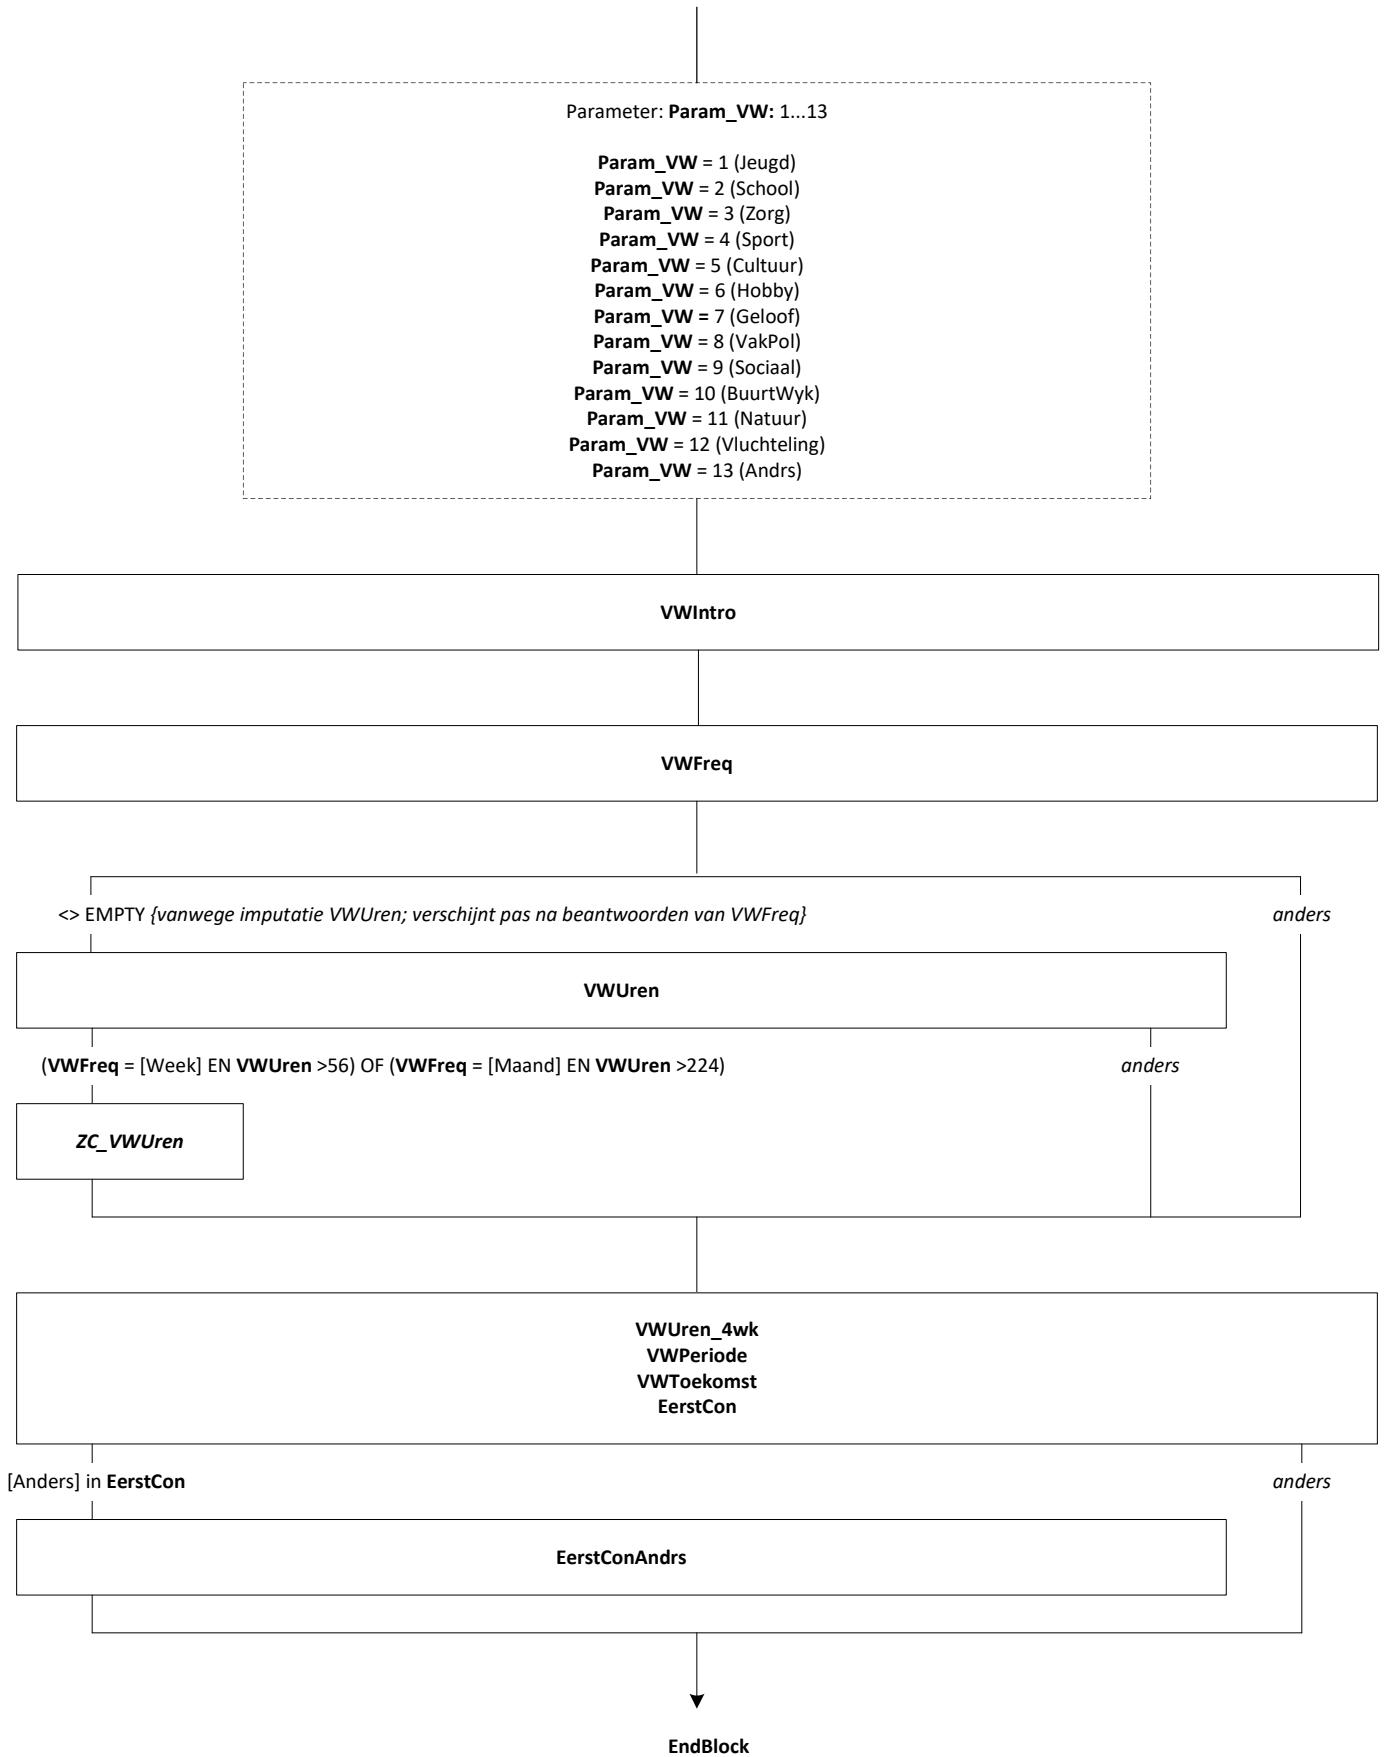 Parameter: Param_VW: 1...13
Param_VW = 1 (Jeugd)
Param_VW = 2 (School)
Param_VW = 3 (Zorg)
Param_VW = 4 (Sport)
Param_VW = 5 (Cultuur)
Param_VW = 6 (Hobby)
Param_VW = 7 (Geloof)
Param_VW = 8 (VakPol)
Param_VW = 9 (Sociaal)
Param_VW = 10 (BuurtWyk)
Param_VW = 11 (Natuur)
Param_VW = 12 (Vluchteling)
Param_VW = 13 (Andrs)
VWIntro
VWFreq
<> EMPTY {vanwege imputatie VWUren; verschijnt pas na beantwoorden van VWFreq}
anders
VWUren
(VWFreq = [Week] EN VWUren >56) OF (VWFreq = [Maand] EN VWUren >224)
anders
ZC_VWUren
VWUren_4wk
VWPeriode
VWToekomst
EerstCon
[Anders] in EerstCon
anders
EerstConAndrs
EndBlock